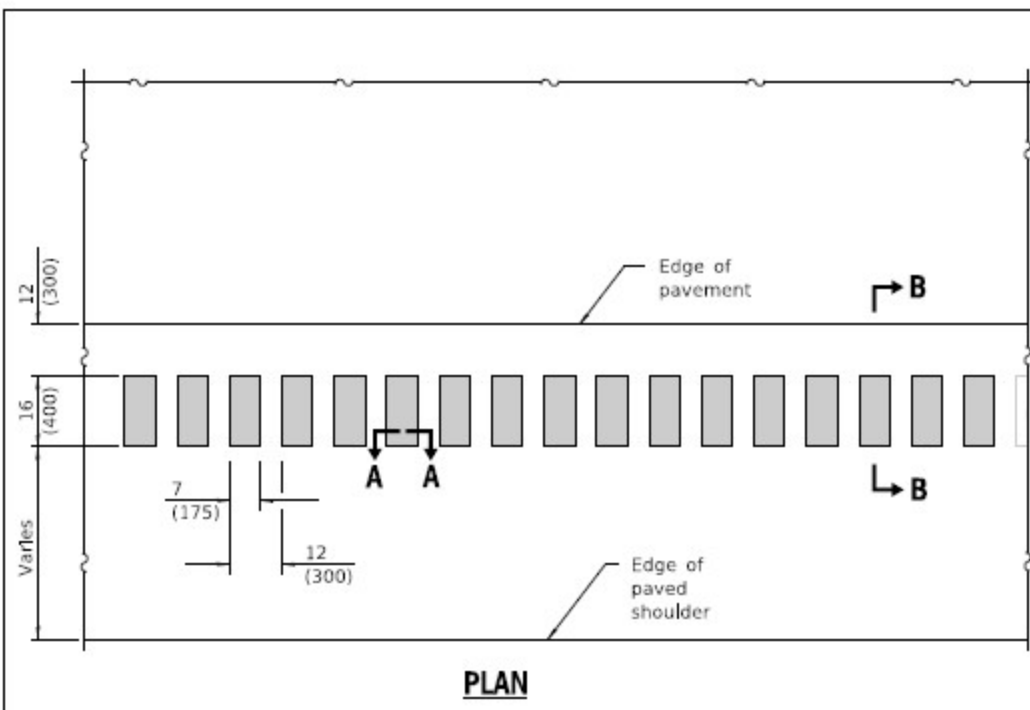 12
(300)
Edge of
pavement
B
16
(400)
A A
B
7
(175)
12
(300)
Varies
Edge of
paved
shoulder
PLAN